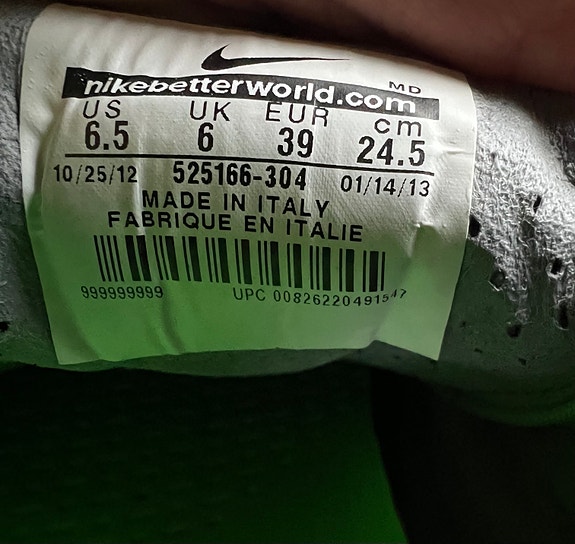 nikebetterworld.com MD
US UK EUR cm
6.5 6 39 24.5
10/25/12 525166-304 01/14/13
MADE IN ITALY
FABRIQUE EN ITALIE
999999999 UPC 00826220491547